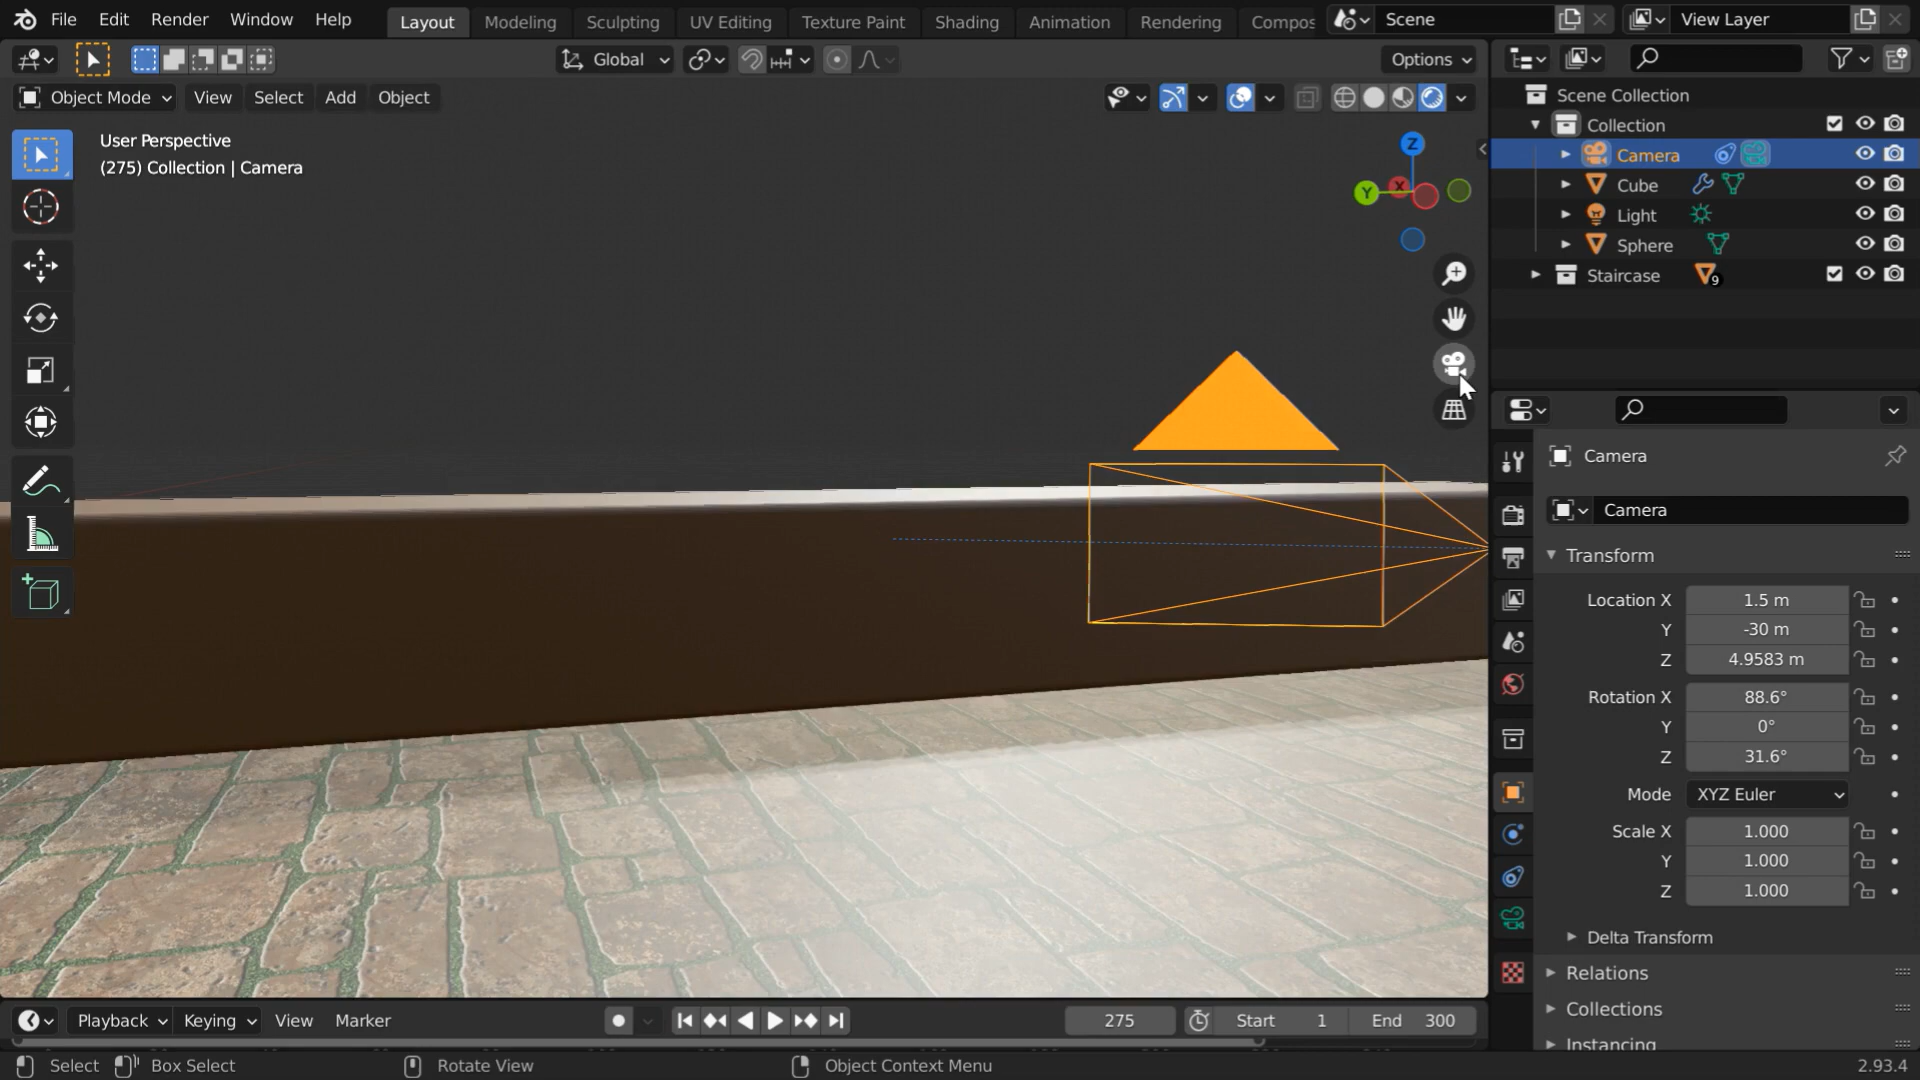 File Edit Render Window Help Layout Modeling Sculpting UV Editing Texture Paint Shading Animation Rendering Compos Scene View Layer
Global Options
Object Mode View Select Add Object
User Perspective
(275) Collection | Camera
Z
Y X
Scene Collection
Collection
Camera
Cube
Light
Sphere
Staircase 9
Camera
Camera
Transform
Location X 1.5 m
Y -30 m
Z 4.9583 m
Rotation X 88.6°
Y 0°
Z 31.6°
Mode XYZ Euler
Scale X 1.000
Y 1.000
Z 1.000
Delta Transform
Relations
Collections
Instancing
Playback Keying View Marker 275 Start 1 End 300
Select Box Select Rotate View Object Context Menu 2.93.4